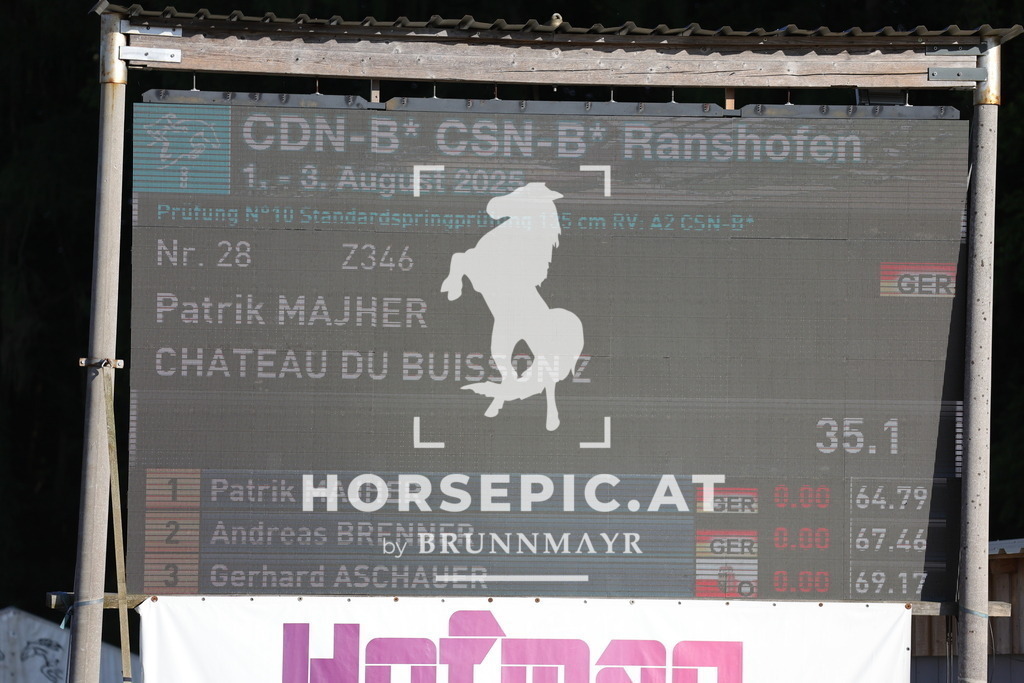 CDN-B* CSN-B* Ranshofen
1. - 3. August 2025
Prüfung N°10 Standardspringprüfung 135 cm RV: A2 CSN-B*
Nr. 28 Z346
GER
Patrik MAJHER
CHATEAU DU BUISSON Z
35.1
1 Patrik GER 0.00 64.79
2 Andreas BRENNER GER 0.00 67.46
3 Gerhard ASCHAUER 0.00 69.17
HORSEPIC.AT
by BRUNNMAYR